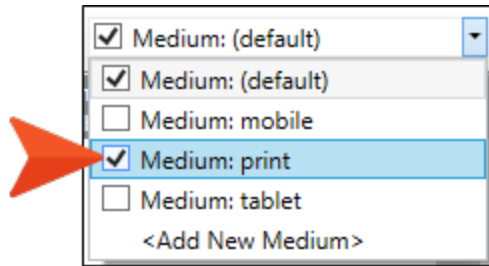 Medium: (default)
Medium: (default)
Medium: mobile
Medium: print
Medium: tablet
<Add New Medium>